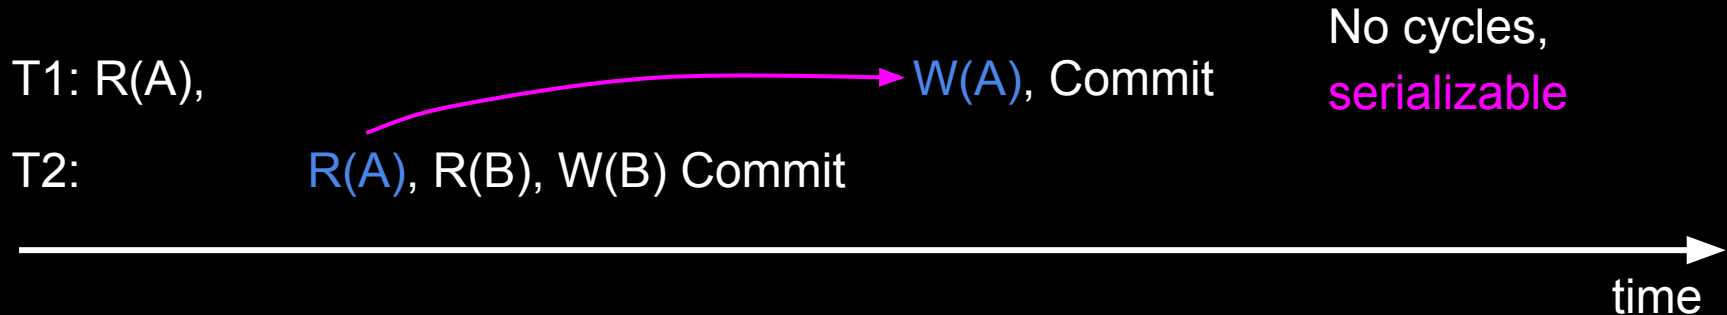 No cycles,
serializable
T1: R(A), W(A), Commit
T2: R(A), R(B), W(B) Commit
time